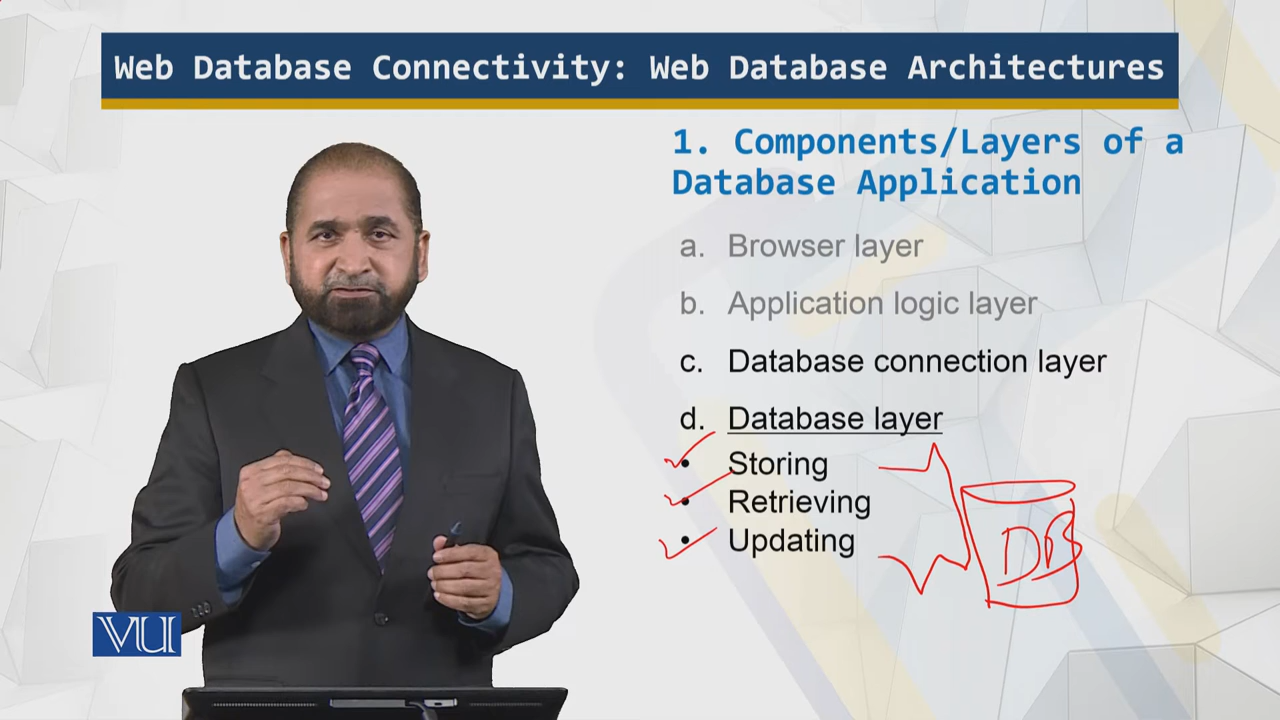 Web Database Connectivity: Web Database Architectures
1. Components/Layers of a
Database Application
a. Browser layer
b. Application logic layer
c. Database connection layer
d. Database layer
• Storing
• Retrieving
• Updating
DB
VU